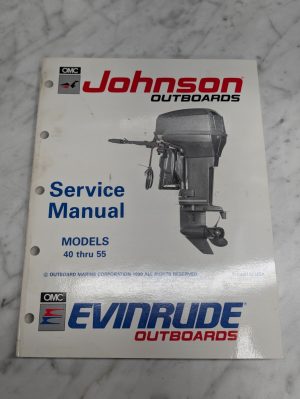 OMC
Johnson
OUTBOARDS
Service
Manual
MODELS
40 thru 55
© OUTBOARD MARINE CORPORATION 1990 ALL RIGHTS RESERVED
OMC
EVINRUDE
OUTBOARDS